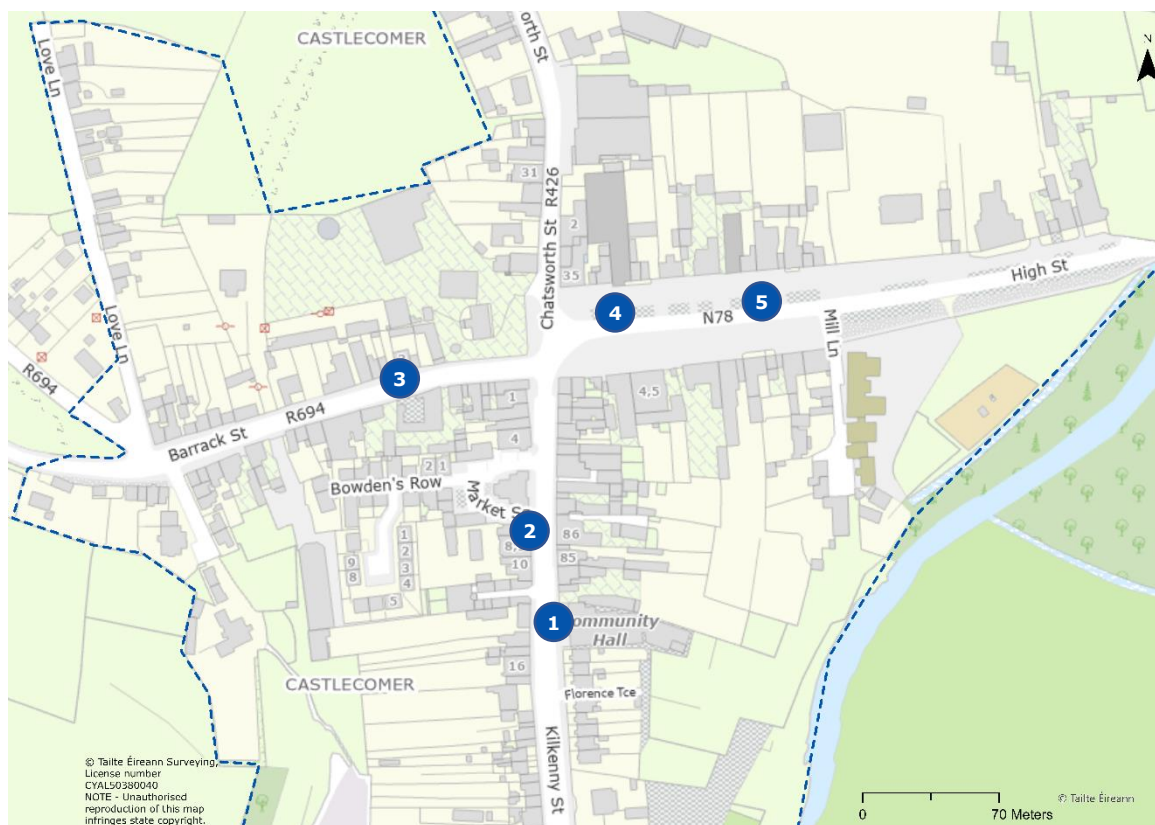 CASTLECOMER
orth St
N
Love Ln
31
R426
2
Chatsworth St
35
High St
5
4
N78
Love Ln
R694
3
Mill Ln
4,5
1
R694
Barrack St
4
2 1
Bowden's Row
Market S
2
86
1
8,
2
9
10
85
3
8
4
5
1
ommunity
Hall
16
CASTLECOMER
Florence Tce
Kilkenny St
© Tailte Éireann Surveying,
License number
CYAL50380040
NOTE - Unauthorised
reproduction of this map
infringes state copyright.
© Tailte Éireann
0
70 Meters